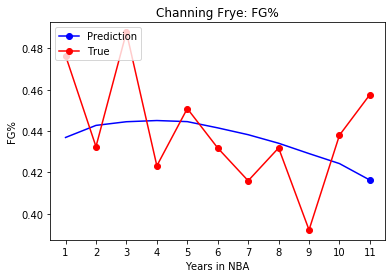 Channing Frye: FG%
Prediction
True
0.48
0.46
0.44
0.42
0.40
FG%
1 2 3 4 5 6 7 8 9 10 11
Years in NBA